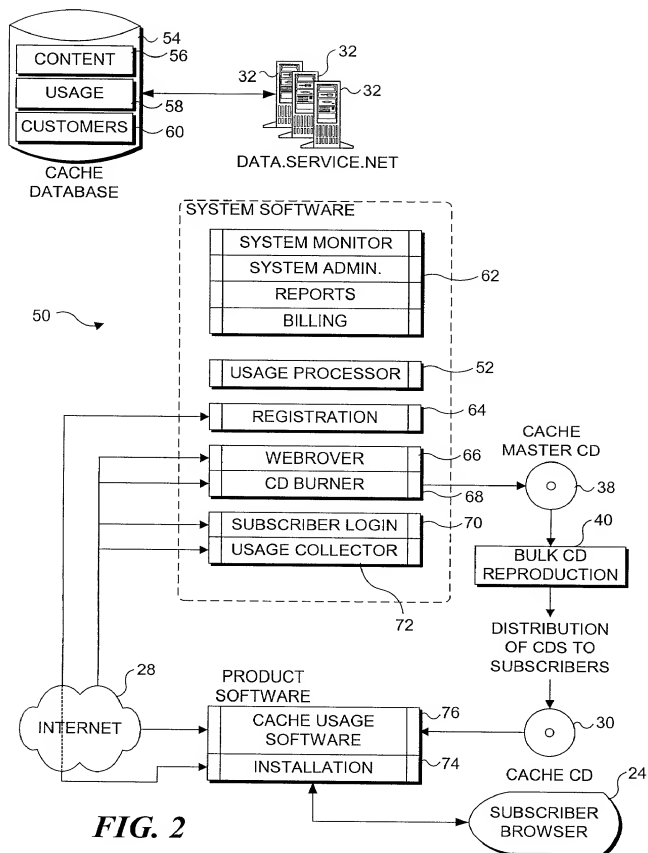 CONTENT
USAGE
CUSTOMERS
54
56
58
60
CACHE
DATABASE
32
32
32
DATA.SERVICE.NET
SYSTEM SOFTWARE
SYSTEM MONITOR
SYSTEM ADMIN.
REPORTS
BILLING
62
50
USAGE PROCESSOR
52
REGISTRATION
64
WEBROVER
66
CD BURNER
68
CACHE
MASTER CD
38
SUBSCRIBER LOGIN
70
USAGE COLLECTOR
72
40
BULK CD
REPRODUCTION
DISTRIBUTION
OF CDS TO
SUBSCRIBERS
28
INTERNET
PRODUCT
SOFTWARE
CACHE USAGE
SOFTWARE
76
INSTALLATION
74
30
CACHE CD
24
SUBSCRIBER
BROWSER
FIG. 2